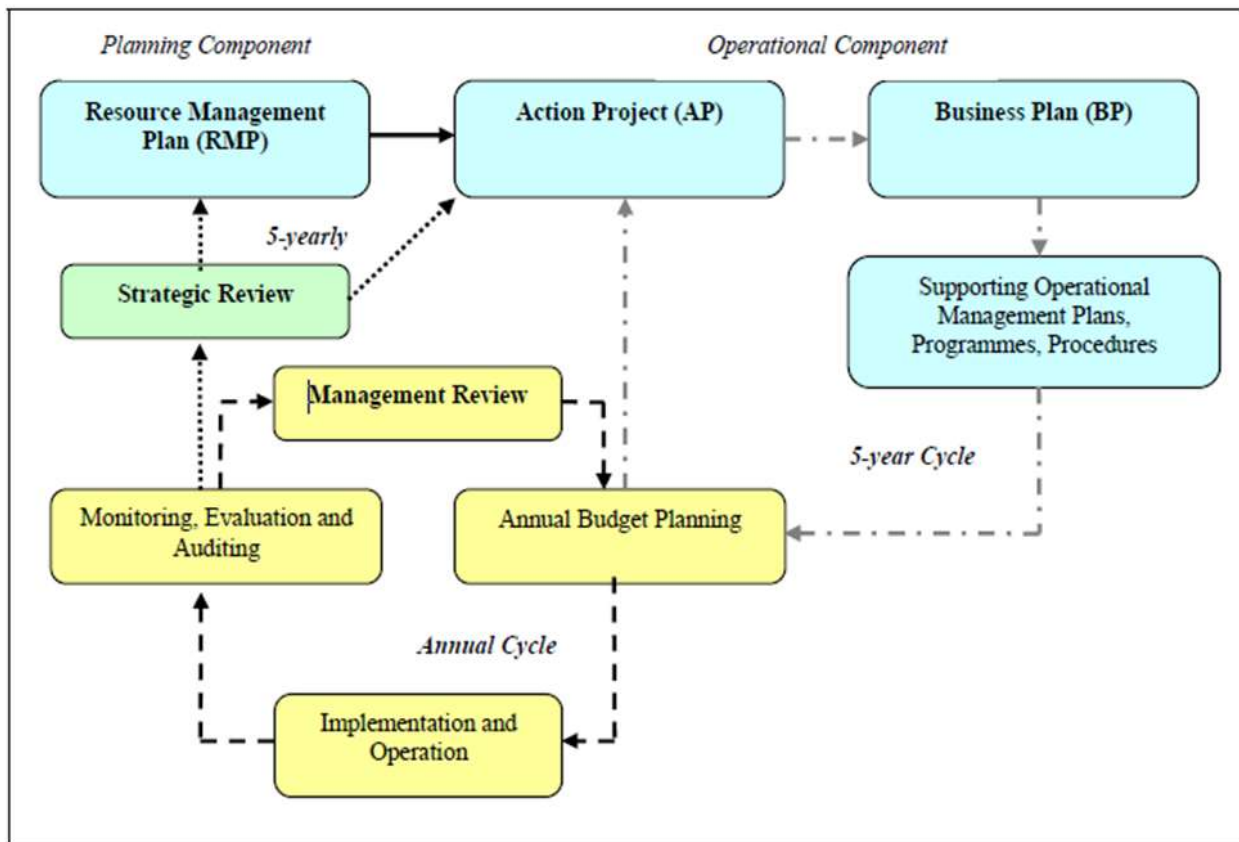 Planning Component
Operational Component
Resource Management
Plan (RMP)
Action Project (AP)
Business Plan (BP)
5-yearly
Strategic Review
Supporting Operational
Management Plans,
Programmes, Procedures
Management Review
5-year Cycle
Monitoring, Evaluation and
Auditing
Annual Budget Planning
Annual Cycle
Implementation and
Operation